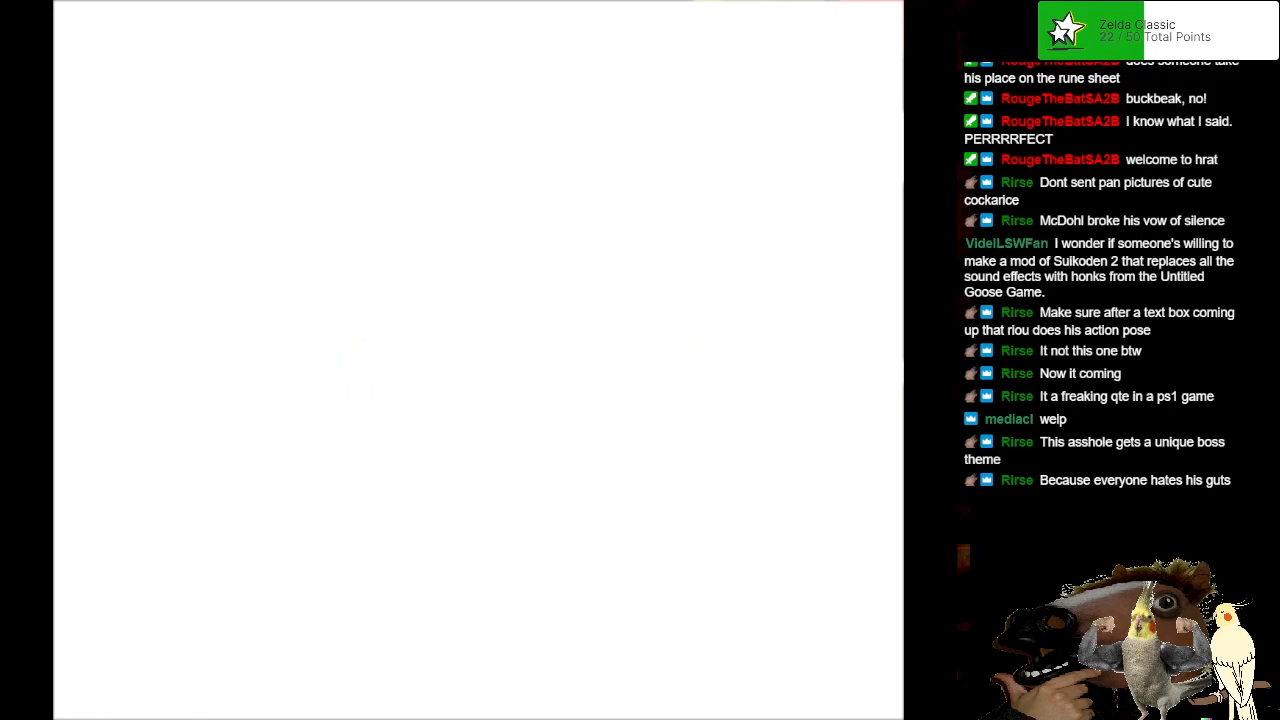 Zelda Classic
22 / 50 Total Points
RougeTheBatSA2B does someone take
his place on the rune sheet
RougeTheBatSA2B buckbeak, no!
RougeTheBatSA2B I know what I said.
PERRRRFECT
RougeTheBatSA2B welcome to hrat
Rirse Dont sent pan pictures of cute
cockarice
Rirse McDohl broke his vow of silence
VidelLSWFan I wonder if someone's willing to
make a mod of Suikoden 2 that replaces all the
sound effects with honks from the Untitled
Goose Game.
Rirse Make sure after a text box coming
up that riou does his action pose
Rirse It not this one btw
Rirse Now it coming
Rirse It a freaking qte in a ps1 game
mediacl welp
Rirse This asshole gets a unique boss
theme
Rirse Because everyone hates his guts